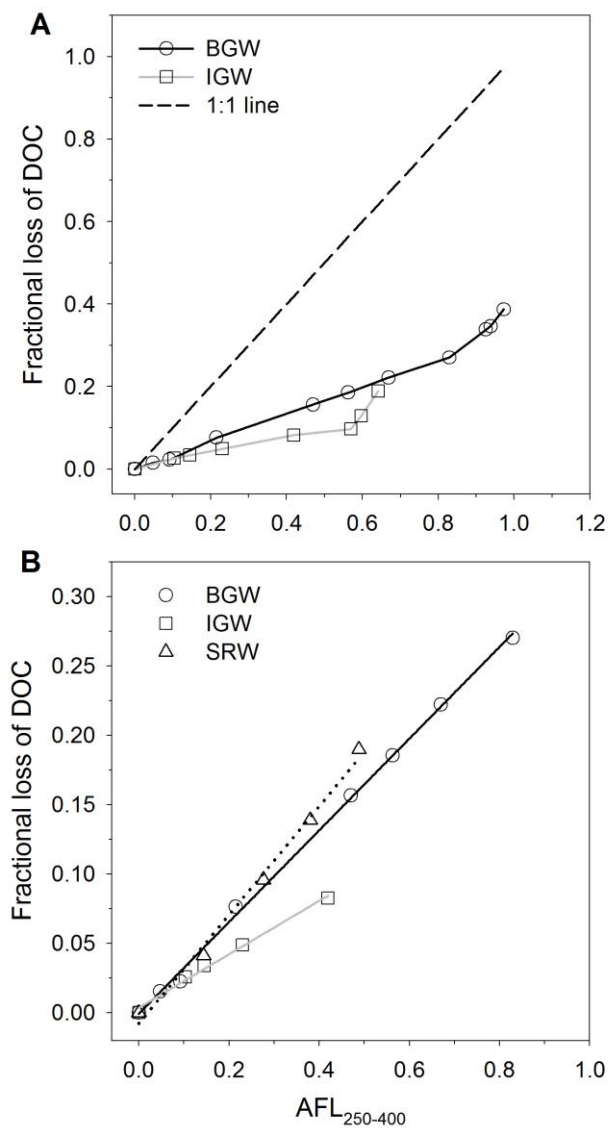 A
BGW
IGW
1:1 line
1.0
0.8
0.6
0.4
0.2
0.0
Fractional loss of DOC
0.0 0.2 0.4 0.6 0.8 1.0 1.2
B
BGW
IGW
SRW
0.30
0.25
0.20
0.15
0.10
0.05
0.00
Fractional loss of DOC
0.0 0.2 0.4 0.6 0.8 1.0
AFL250-400